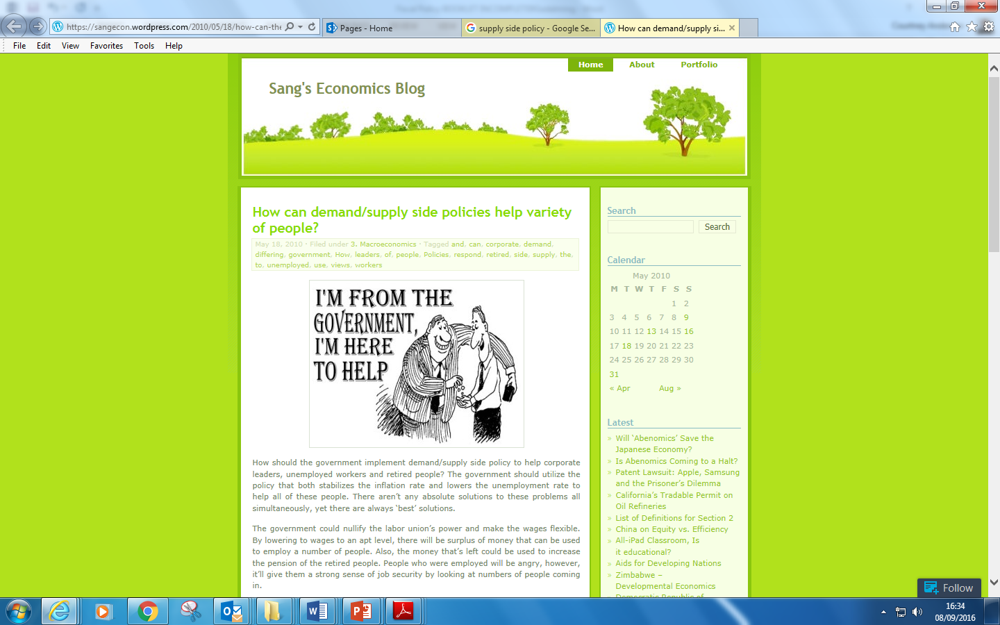 https://sangecon.wordpress.com/2010/05/18/how-can-the
Pages - Home
supply side policy - Google Se...
How can demand/supply si...
File Edit View Favorites Tools Help
Home About Portfolio
Sang's Economics Blog
How can demand/supply side policies help variety
of people?
May 18, 2010 · Filed under 3. Macroeconomics · Tagged and, can, corporate, demand,
differing, government, How, leaders, of, people, Policies, respond, retired, side, supply, the,
to, unemployed, use, views, workers
I'M FROM THE
GOVERNMENT,
I'M HERE
TO HELP
How should the government implement demand/supply side policy to help corporate
leaders, unemployed workers and retired people? The government should utilize the
policy that both stabilizes the inflation rate and lowers the unemployment rate to
help all of these people. There aren't any absolute solutions to these problems all
simultaneously, yet there are always 'best' solutions.
The government could nullify the labor union's power and make the wages flexible.
By lowering to wages to an apt level, there will be surplus of money that can be used
to employ a number of people. Also, the money that's left could be used to increase
the pension of the retired people. People who were employed will be angry, however,
it'll give them a strong sense of job security by looking at numbers of people coming
in.
Search
Search
Calendar
May 2010
M T W T F S S
1 2
3 4 5 6 7 8 9
10 11 12 13 14 15 16
17 18 19 20 21 22 23
24 25 26 27 28 29 30
31
« Apr Aug »
Latest
» Will 'Abenomics' Save the
Japanese Economy?
» Is Abenomics Coming to a Halt?
» Patent Lawsuit: Apple, Samsung
and the Prisoner's Dilemma
» California's Tradable Permit on
Oil Refineries
» List of Definitions for Section 2
» China on Equity vs. Efficiency
» All-iPad Classroom, Is
it educational?
» Aids for Developing Nations
» Zimbabwe –
Developmental Economics
» Democratic Republic of
Follow
16:34
08/09/2016